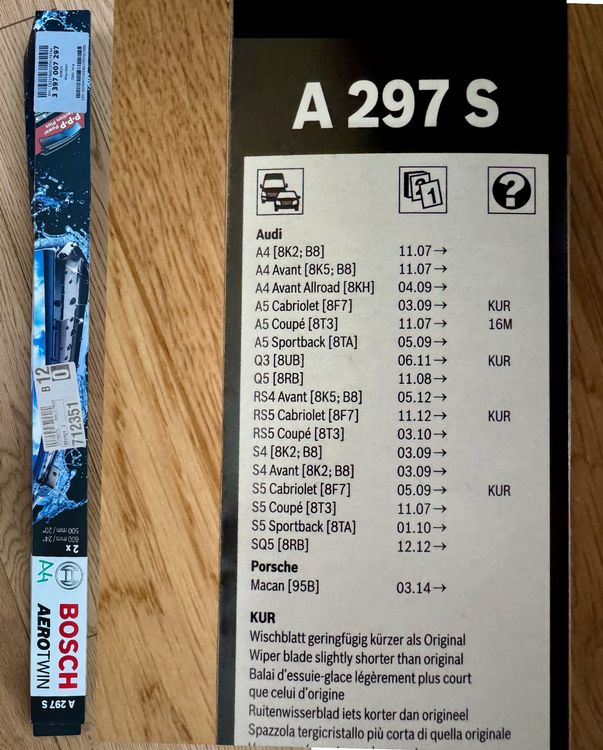 3 397 007 297
P-P-P Power
Protection Plus
B 12
0
712351
600 mm / 24"
500 mm / 20"
2 x
A4
BOSCH
AEROTWIN
A 297 S
A 297 S
2 1
?
Audi
A4 [8K2; B8] 11.07→
A4 Avant [8K5; B8] 11.07→
A4 Avant Allroad [8KH] 04.09→
A5 Cabriolet [8F7] 03.09→ KUR
A5 Coupé [8T3] 11.07→ 16M
A5 Sportback [8TA] 05.09→
Q3 [8UB] 06.11→ KUR
Q5 [8RB] 11.08→
RS4 Avant [8K5; B8] 05.12→
RS5 Cabriolet [8F7] 11.12→ KUR
RS5 Coupé [8T3] 03.10→
S4 [8K2; B8] 03.09→
S4 Avant [8K2; B8] 03.09→
S5 Cabriolet [8F7] 05.09→ KUR
S5 Coupé [8T3] 11.07→
S5 Sportback [8TA] 01.10→
SQ5 [8RB] 12.12→
Porsche
Macan [95B] 03.14→
KUR
Wischblatt geringfügig kürzer als Original
Wiper blade slightly shorter than original
Balai d'essuie-glace légèrement plus court
que celui d'origine
Ruitenwisserblad iets korter dan origineel
Spazzola tergicristallo più corta di quella originale